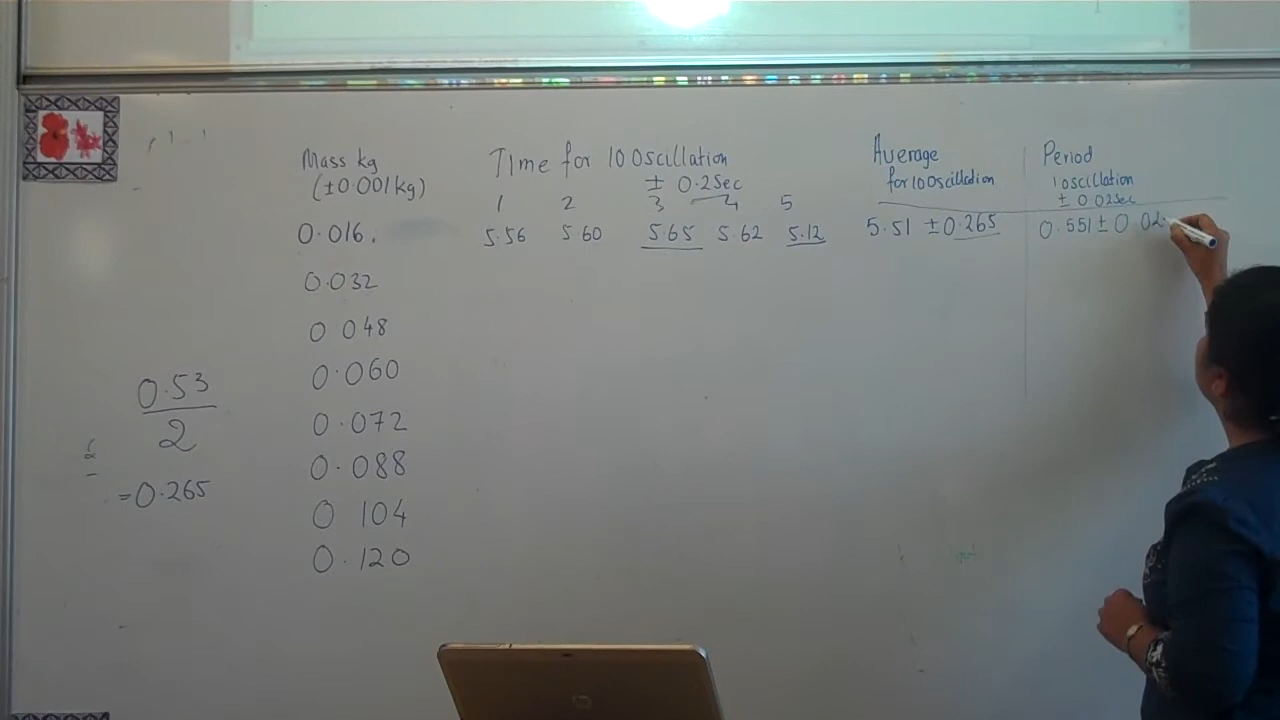 Mass kg
(±0.001kg)
Time for 10 Oscillation
± 0.2Sec
1 2 3 4 5
Average
for 10 Oscillation
Period
1 oscillation
± 0.02sec
0.016. 5.56 5.60 5.65 5.62 5.12 5.51 ±0.265 0.551 ± 0.02
0.032
0 048
0.060
0.072
0.088
0 104
0.120
0.53
2
=0.265